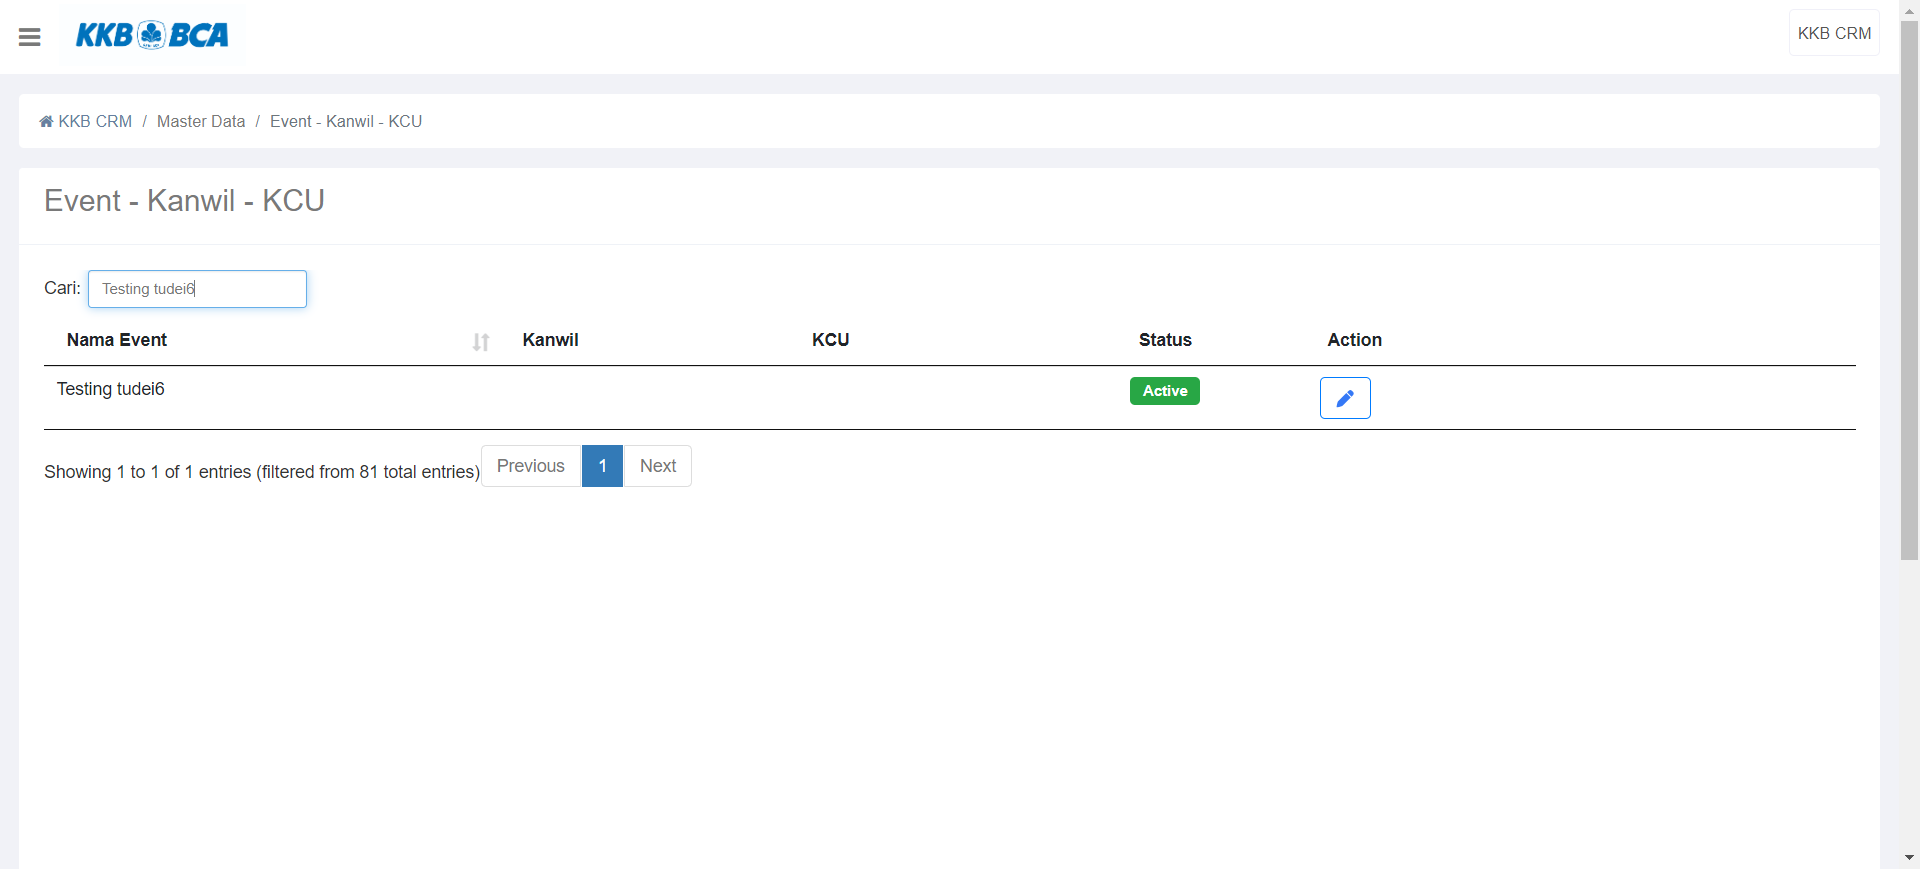 KKB BCA
KKB CRM
KKB CRM / Master Data / Event - Kanwil - KCU
Event - Kanwil - KCU
Cari: Testing tudei6
Nama Event Kanwil KCU Status Action
Testing tudei6 Active
Showing 1 to 1 of 1 entries (filtered from 81 total entries) Previous 1 Next